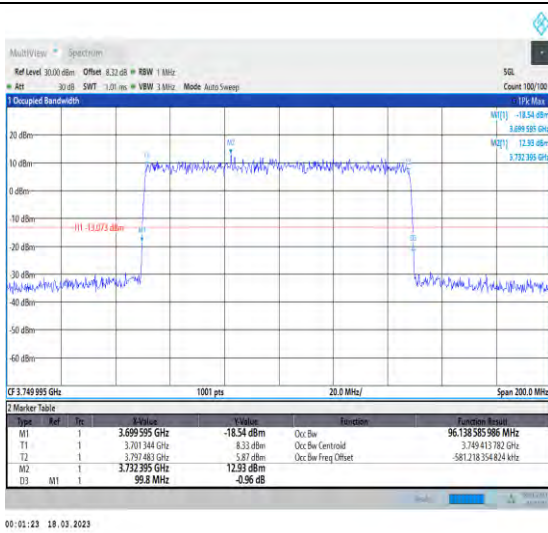 MultiView Spectrum
Ref Level 30.00 dBm Offset 8.32 dB RBW 1 MHz SGL
Att 30 dB SWT 1.01 ms VBW 3 MHz Mode Auto Sweep Count 100/100
1 Occupied Bandwidth 1Pk Max
M1[1] -18.54 dBm
3.699 595 GHz
M2[1] 12.93 dBm
3.732 395 GHz
20 dBm
M2
10 dBm
0 dBm
-10 dBm
H1 -13.073 dBm
M1
D3
-20 dBm
-30 dBm
-40 dBm
-50 dBm
-60 dBm
CF 3.749 995 GHz 1001 pts 20.0 MHz/ Span 200.0 MHz
2 Marker Table
Type Ref Trc X-Value Y-Value Function Function Result
M1 1 3.699 595 GHz -18.54 dBm Occ Bw 96.138 585 986 MHz
T1 1 3.701 344 GHz 8.33 dBm Occ Bw Centroid 3.749 413 782 GHz
T2 1 3.797 483 GHz 5.87 dBm Occ Bw Freq Offset -581.218 354 824 kHz
M2 1 3.732 395 GHz 12.93 dBm
D3 M1 1 99.8 MHz -0.96 dB
00:01:23 18.03.2023